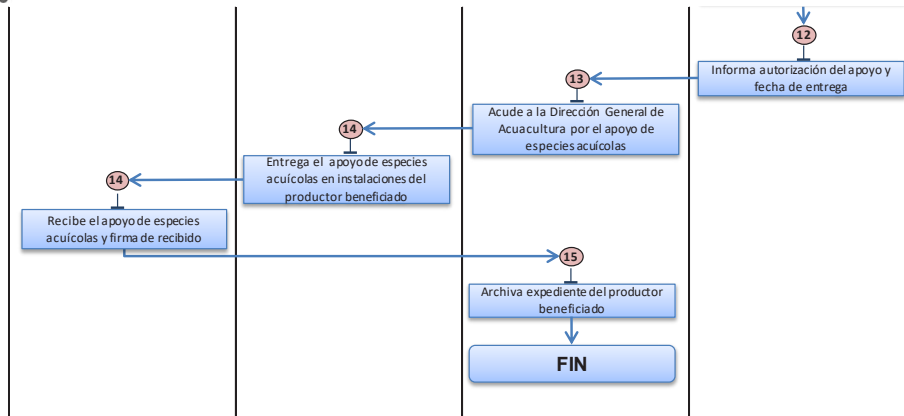 12
Informa autorización del apoyo y
fecha de entrega
13
Acude a la Dirección General de
Acuacultura por el apoyo de
especies acuícolas
14
Entrega el apoyo de especies
acuícolas en instalaciones del
productor beneficiado
14
Recibe el apoyo de especies
acuícolas y firma de recibido
15
Archiva expediente del productor
beneficiado
FIN